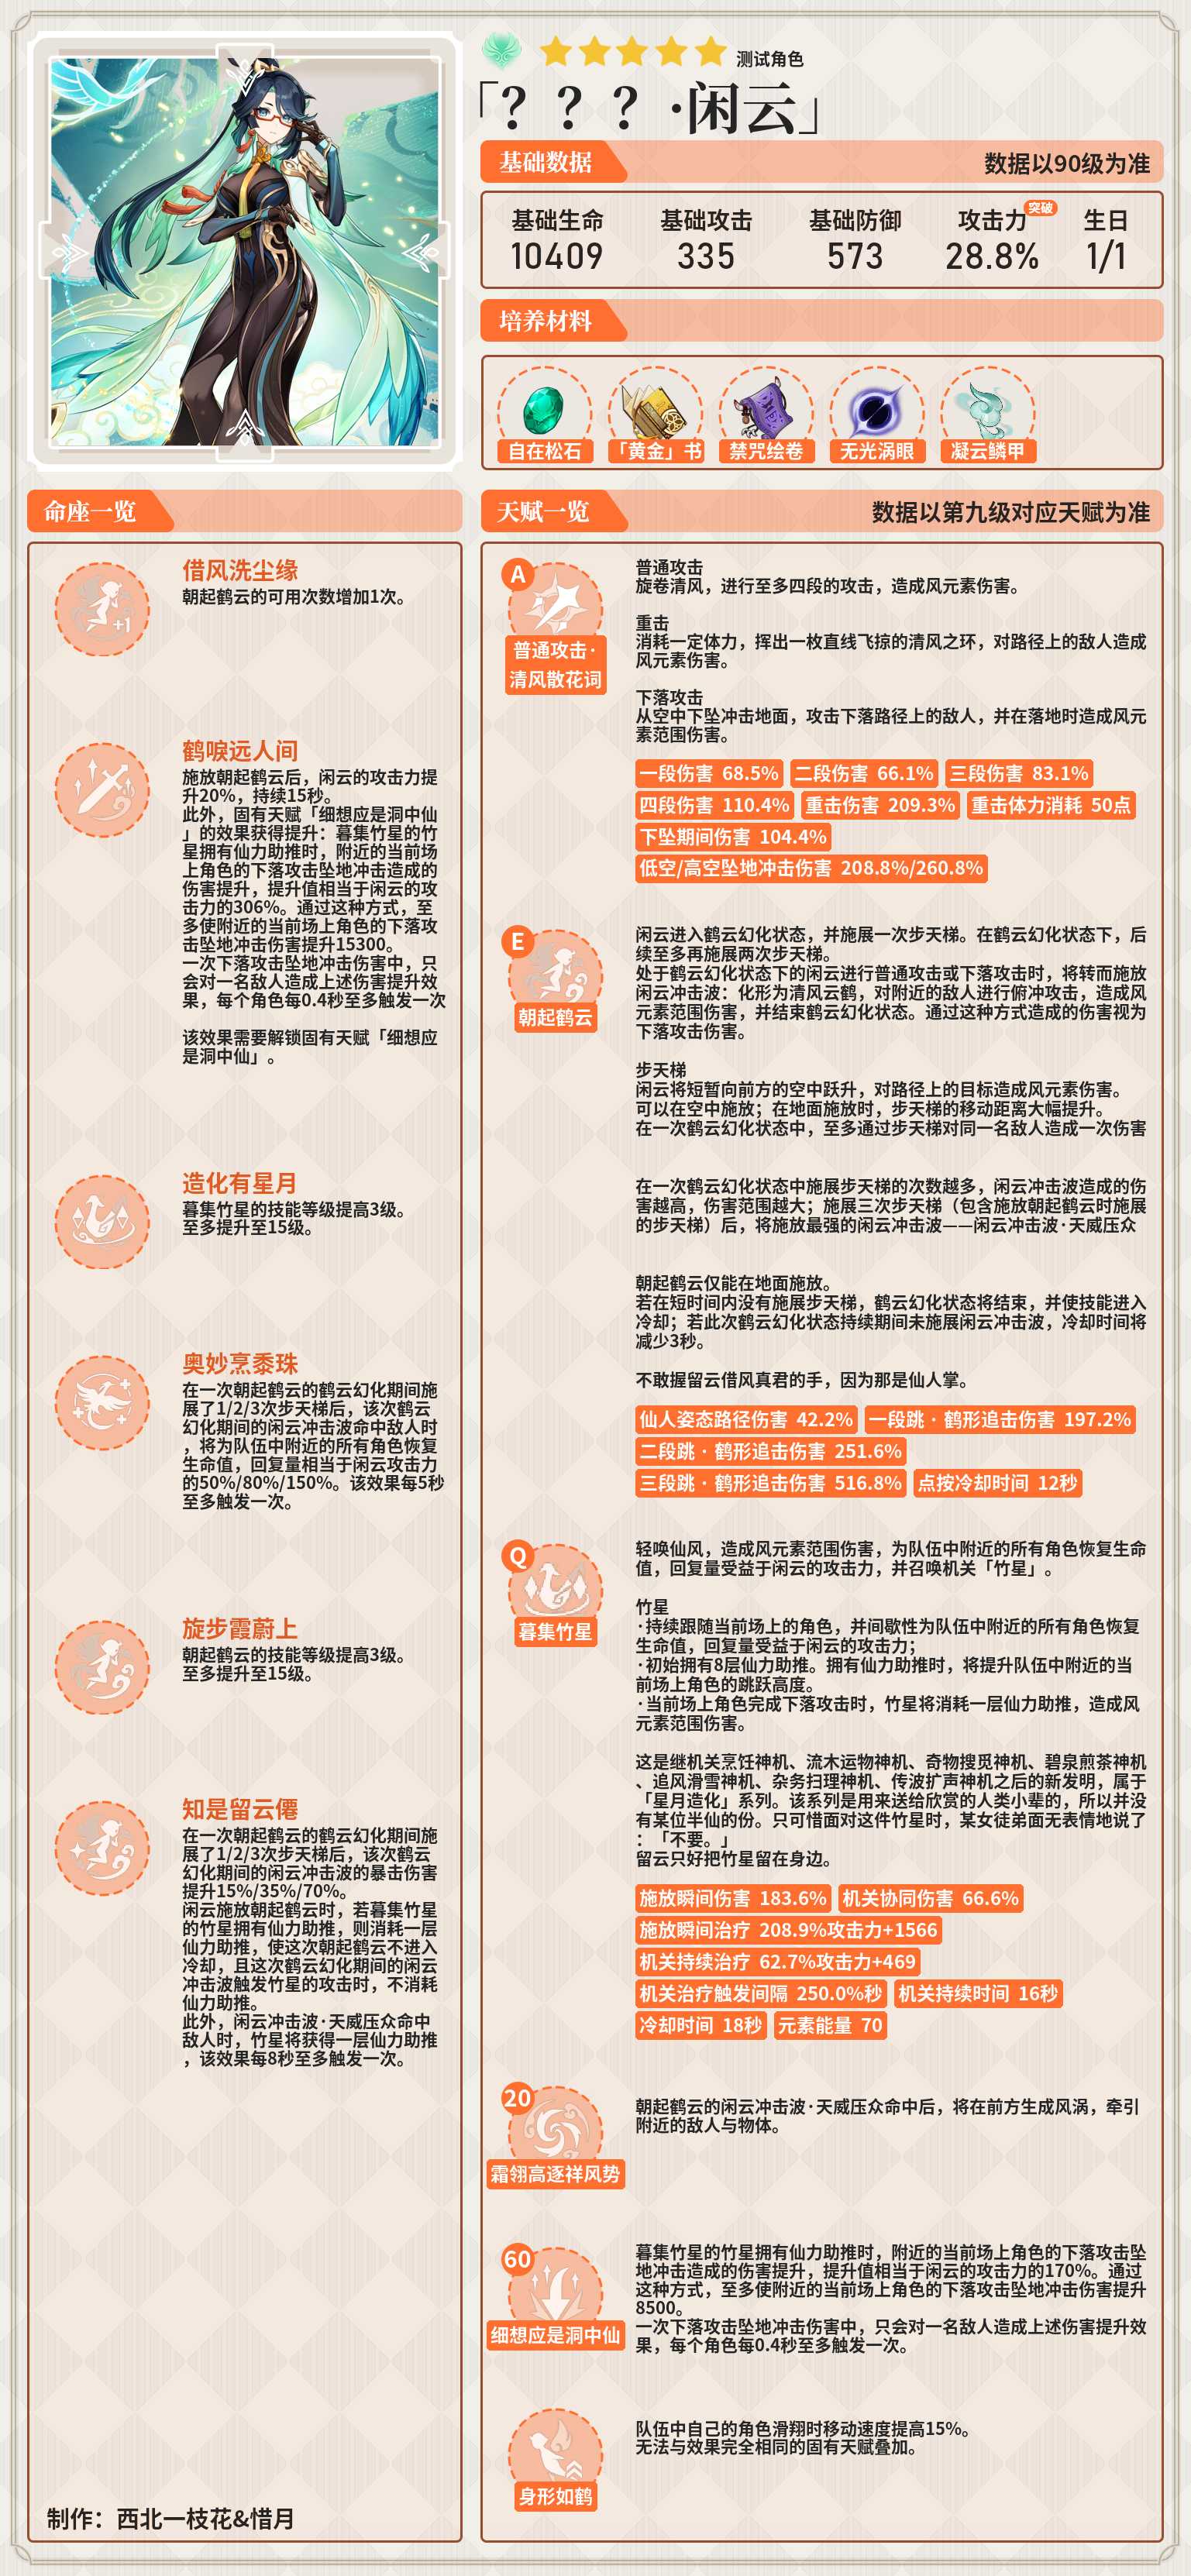 测试角色
「？？？·闲云」
基础数据
数据以90级为准
基础生命 基础攻击 基础防御 攻击力 突破 生日
10409 335 573 28.8% 1/1
培养材料
自在松石 「黄金」书 禁咒绘卷 无光涡眼 凝云鳞甲
命座一览
借风洗尘缘
+1
朝起鹤云的可用次数增加1次。
鹤唳远人间
施放朝起鹤云后，闲云的攻击力提
升20%，持续15秒。
此外，固有天赋「细想应是洞中仙
」的效果获得提升：暮集竹星的竹
星拥有仙力助推时，附近的当前场
上角色的下落攻击坠地冲击造成的
伤害提升，提升值相当于闲云的攻
击力的306%。通过这种方式，至
多使附近的当前场上角色的下落攻
击坠地冲击伤害提升15300。
一次下落攻击坠地冲击伤害中，只
会对一名敌人造成上述伤害提升效
果，每个角色每0.4秒至多触发一次
该效果需要解锁固有天赋「细想应
是洞中仙」。
造化有星月
暮集竹星的技能等级提高3级。
至多提升至15级。
奥妙烹黍珠
在一次朝起鹤云的鹤云幻化期间施
展了1/2/3次步天梯后，该次鹤云
幻化期间的闲云冲击波命中敌人时
，将为队伍中附近的所有角色恢复
生命值，回复量相当于闲云攻击力
的50%/80%/150%。该效果每5秒
至多触发一次。
旋步霞蔚上
朝起鹤云的技能等级提高3级。
至多提升至15级。
知是留云僊
在一次朝起鹤云的鹤云幻化期间施
展了1/2/3次步天梯后，该次鹤云
幻化期间的闲云冲击波的暴击伤害
提升15%/35%/70%。
闲云施放朝起鹤云时，若暮集竹星
的竹星拥有仙力助推，则消耗一层
仙力助推，使这次朝起鹤云不进入
冷却，且这次鹤云幻化期间的闲云
冲击波触发竹星的攻击时，不消耗
仙力助推。
此外，闲云冲击波·天威压众命中
敌人时，竹星将获得一层仙力助推
，该效果每8秒至多触发一次。
制作：西北一枝花&惜月
天赋一览
数据以第九级对应天赋为准
A
普通攻击·
清风散花词
普通攻击
旋卷清风，进行至多四段的攻击，造成风元素伤害。
重击
消耗一定体力，挥出一枚直线飞掠的清风之环，对路径上的敌人造成
风元素伤害。
下落攻击
从空中下坠冲击地面，攻击下落路径上的敌人，并在落地时造成风元
素范围伤害。
一段伤害 68.5% 二段伤害 66.1% 三段伤害 83.1%
四段伤害 110.4% 重击伤害 209.3% 重击体力消耗 50点
下坠期间伤害 104.4%
低空/高空坠地冲击伤害 208.8%/260.8%
E
朝起鹤云
闲云进入鹤云幻化状态，并施展一次步天梯。在鹤云幻化状态下，后
续至多再施展两次步天梯。
处于鹤云幻化状态下的闲云进行普通攻击或下落攻击时，将转而施放
闲云冲击波：化形为清风云鹤，对附近的敌人进行俯冲攻击，造成风
元素范围伤害，并结束鹤云幻化状态。通过这种方式造成的伤害视为
下落攻击伤害。
步天梯
闲云将短暂向前方的空中跃升，对路径上的目标造成风元素伤害。
可以在空中施放；在地面施放时，步天梯的移动距离大幅提升。
在一次鹤云幻化状态中，至多通过步天梯对同一名敌人造成一次伤害
在一次鹤云幻化状态中施展步天梯的次数越多，闲云冲击波造成的伤
害越高，伤害范围越大；施展三次步天梯（包含施放朝起鹤云时施展
的步天梯）后，将施放最强的闲云冲击波——闲云冲击波·天威压众
朝起鹤云仅能在地面施放。
若在短时间内没有施展步天梯，鹤云幻化状态将结束，并使技能进入
冷却；若此次鹤云幻化状态持续期间未施展闲云冲击波，冷却时间将
减少3秒。
不敢握留云借风真君的手，因为那是仙人掌。
仙人姿态路径伤害 42.2% 一段跳·鹤形追击伤害 197.2%
二段跳·鹤形追击伤害 251.6%
三段跳·鹤形追击伤害 516.8% 点按冷却时间 12秒
Q
暮集竹星
轻唤仙风，造成风元素范围伤害，为队伍中附近的所有角色恢复生命
值，回复量受益于闲云的攻击力，并召唤机关「竹星」。
竹星
·持续跟随当前场上的角色，并间歇性为队伍中附近的所有角色恢复
生命值，回复量受益于闲云的攻击力；
·初始拥有8层仙力助推。拥有仙力助推时，将提升队伍中附近的当
前场上角色的跳跃高度。
·当前场上角色完成下落攻击时，竹星将消耗一层仙力助推，造成风
元素范围伤害。
这是继机关烹饪神机、流木运物神机、奇物搜觅神机、碧泉煎茶神机
、追风滑雪神机、杂务扫理神机、传波扩声神机之后的新发明，属于
「星月造化」系列。该系列是用来送给欣赏的人类小辈的，所以并没
有某位半仙的份。只可惜面对这件竹星时，某女徒弟面无表情地说了
：「不要。」
留云只好把竹星留在身边。
施放瞬间伤害 183.6% 机关协同伤害 66.6%
施放瞬间治疗 208.9%攻击力+1566
机关持续治疗 62.7%攻击力+469
机关治疗触发间隔 250.0%秒 机关持续时间 16秒
冷却时间 18秒 元素能量 70
20
霜翎高逐祥风势
朝起鹤云的闲云冲击波·天威压众命中后，将在前方生成风涡，牵引
附近的敌人与物体。
60
细想应是洞中仙
暮集竹星的竹星拥有仙力助推时，附近的当前场上角色的下落攻击坠
地冲击造成的伤害提升，提升值相当于闲云的攻击力的170%。通过
这种方式，至多使附近的当前场上角色的下落攻击坠地冲击伤害提升
8500。
一次下落攻击坠地冲击伤害中，只会对一名敌人造成上述伤害提升效
果，每个角色每0.4秒至多触发一次。
身形如鹤
队伍中自己的角色滑翔时移动速度提高15%。
无法与效果完全相同的固有天赋叠加。